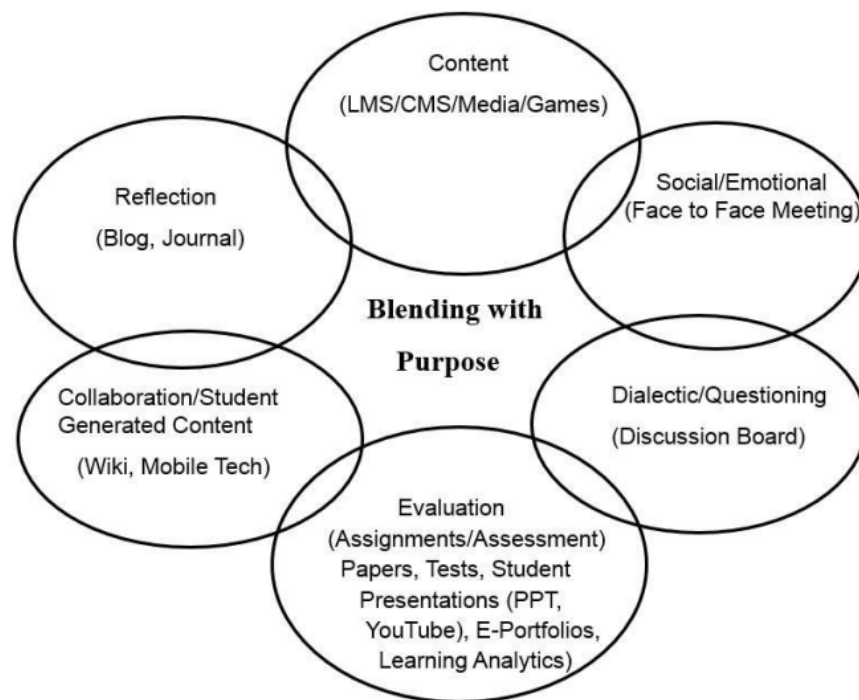 Content
(LMS/CMS/Media/Games)
Social/Emotional
(Face to Face Meeting)
Reflection
(Blog, Journal)
Blending with
Purpose
Collaboration/Student
Generated Content
(Wiki, Mobile Tech)
Dialectic/Questioning
(Discussion Board)
Evaluation
(Assignments/Assessment)
Papers, Tests, Student
Presentations (PPT,
YouTube), E-Portfolios,
Learning Analytics)